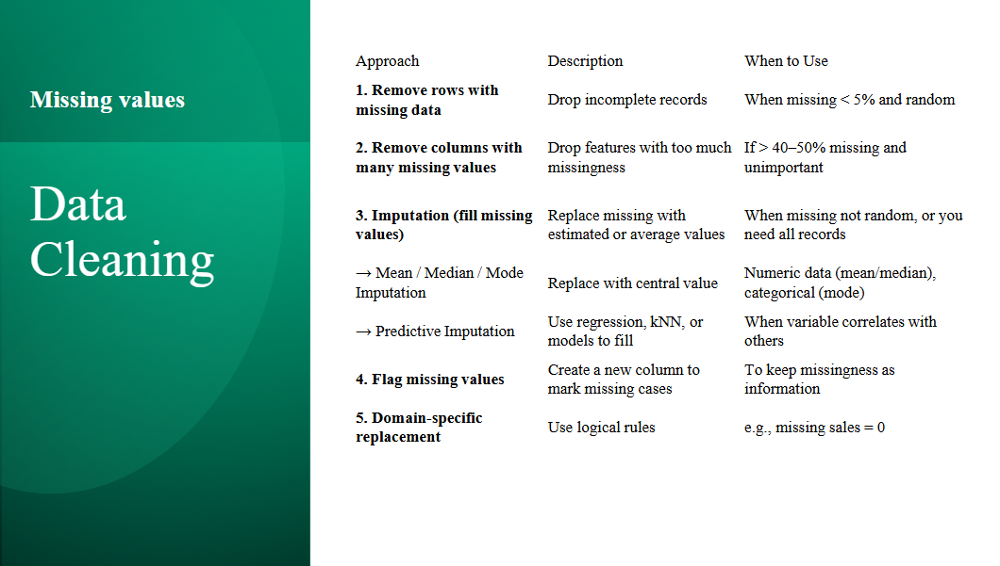 Missing values
Data
Cleaning
Approach Description When to Use
1. Remove rows with
missing data
Drop incomplete records
When missing < 5% and random
2. Remove columns with
many missing values
Drop features with too much
missingness
If > 40–50% missing and
unimportant
3. Imputation (fill missing
values)
Replace missing with
estimated or average values
When missing not random, or you
need all records
→ Mean / Median / Mode
Imputation
Replace with central value
Numeric data (mean/median),
categorical (mode)
→ Predictive Imputation
Use regression, kNN, or
models to fill
When variable correlates with
others
4. Flag missing values
Create a new column to
mark missing cases
To keep missingness as
information
5. Domain-specific
replacement
Use logical rules
e.g., missing sales = 0